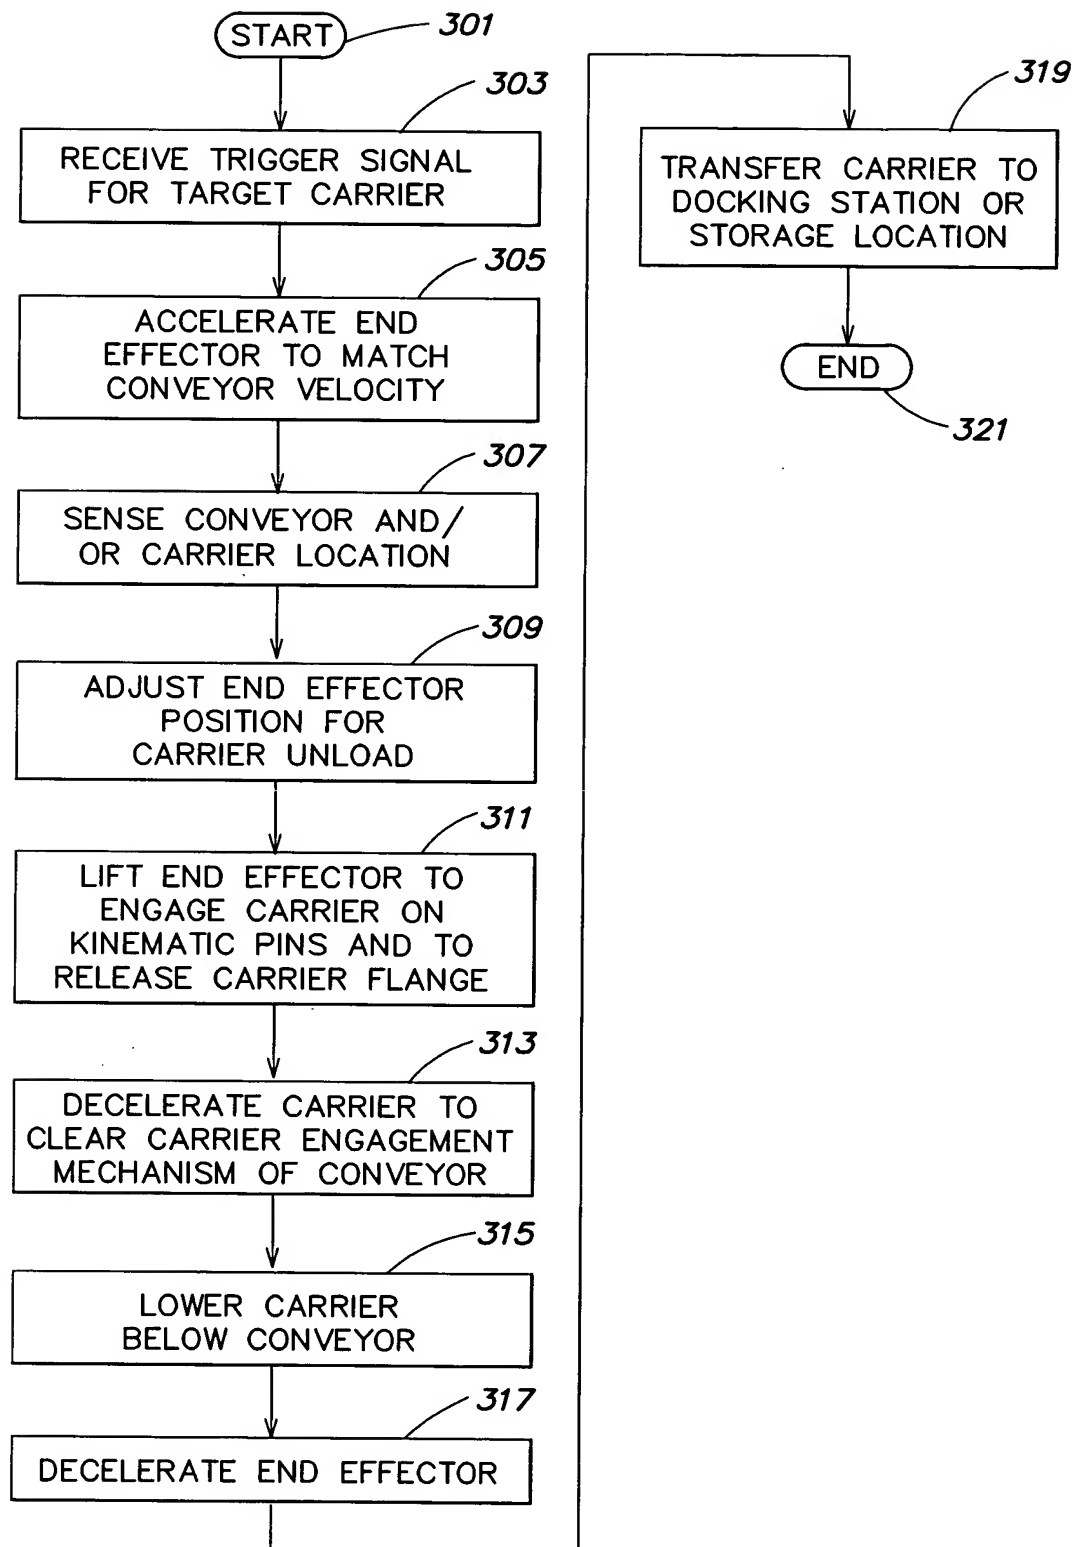 START
301
303
RECEIVE TRIGGER SIGNAL
FOR TARGET CARRIER
305
ACCELERATE END
EFFECTOR TO MATCH
CONVEYOR VELOCITY
307
SENSE CONVEYOR AND/
OR CARRIER LOCATION
309
ADJUST END EFFECTOR
POSITION FOR
CARRIER UNLOAD
311
LIFT END EFFECTOR TO
ENGAGE CARRIER ON
KINEMATIC PINS AND TO
RELEASE CARRIER FLANGE
313
DECELERATE CARRIER TO
CLEAR CARRIER ENGAGEMENT
MECHANISM OF CONVEYOR
315
LOWER CARRIER
BELOW CONVEYOR
317
DECELERATE END EFFECTOR
319
TRANSFER CARRIER TO
DOCKING STATION OR
STORAGE LOCATION
END
321